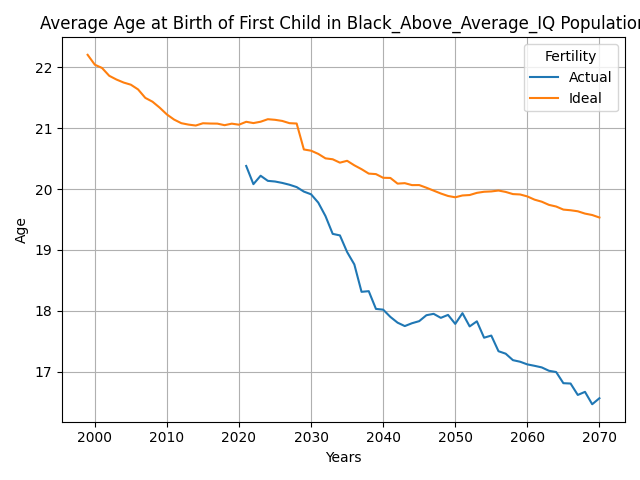 Average Age at Birth of First Child in Black_Above_Average_IQ Population
Fertility
Actual
Ideal
22
21
20
19
18
17
Age
2000 2010 2020 2030 2040 2050 2060 2070
Years